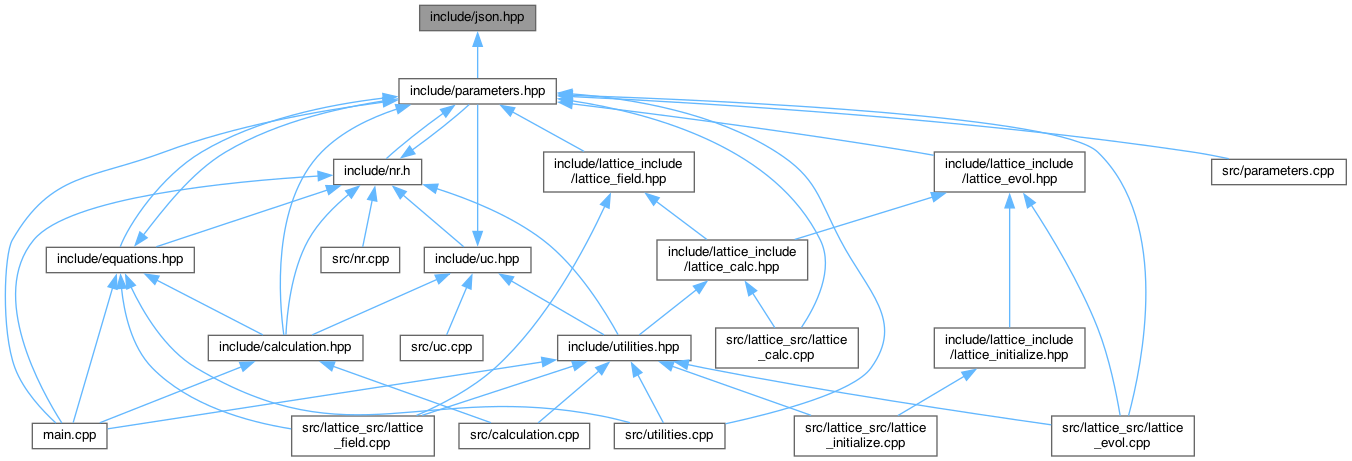 include/json.hpp
include/parameters.hpp
include/nr.h
include/lattice_include
/lattice_field.hpp
include/lattice_include
/lattice_evol.hpp
src/parameters.cpp
include/equations.hpp
src/nr.cpp
include/uc.hpp
include/lattice_include
/lattice_calc.hpp
include/calculation.hpp
src/uc.cpp
include/utilities.hpp
src/lattice_src/lattice
_calc.cpp
include/lattice_include
/lattice_initialize.hpp
main.cpp
src/lattice_src/lattice
_field.cpp
src/calculation.cpp
src/utilities.cpp
src/lattice_src/lattice
_initialize.cpp
src/lattice_src/lattice
_evol.cpp